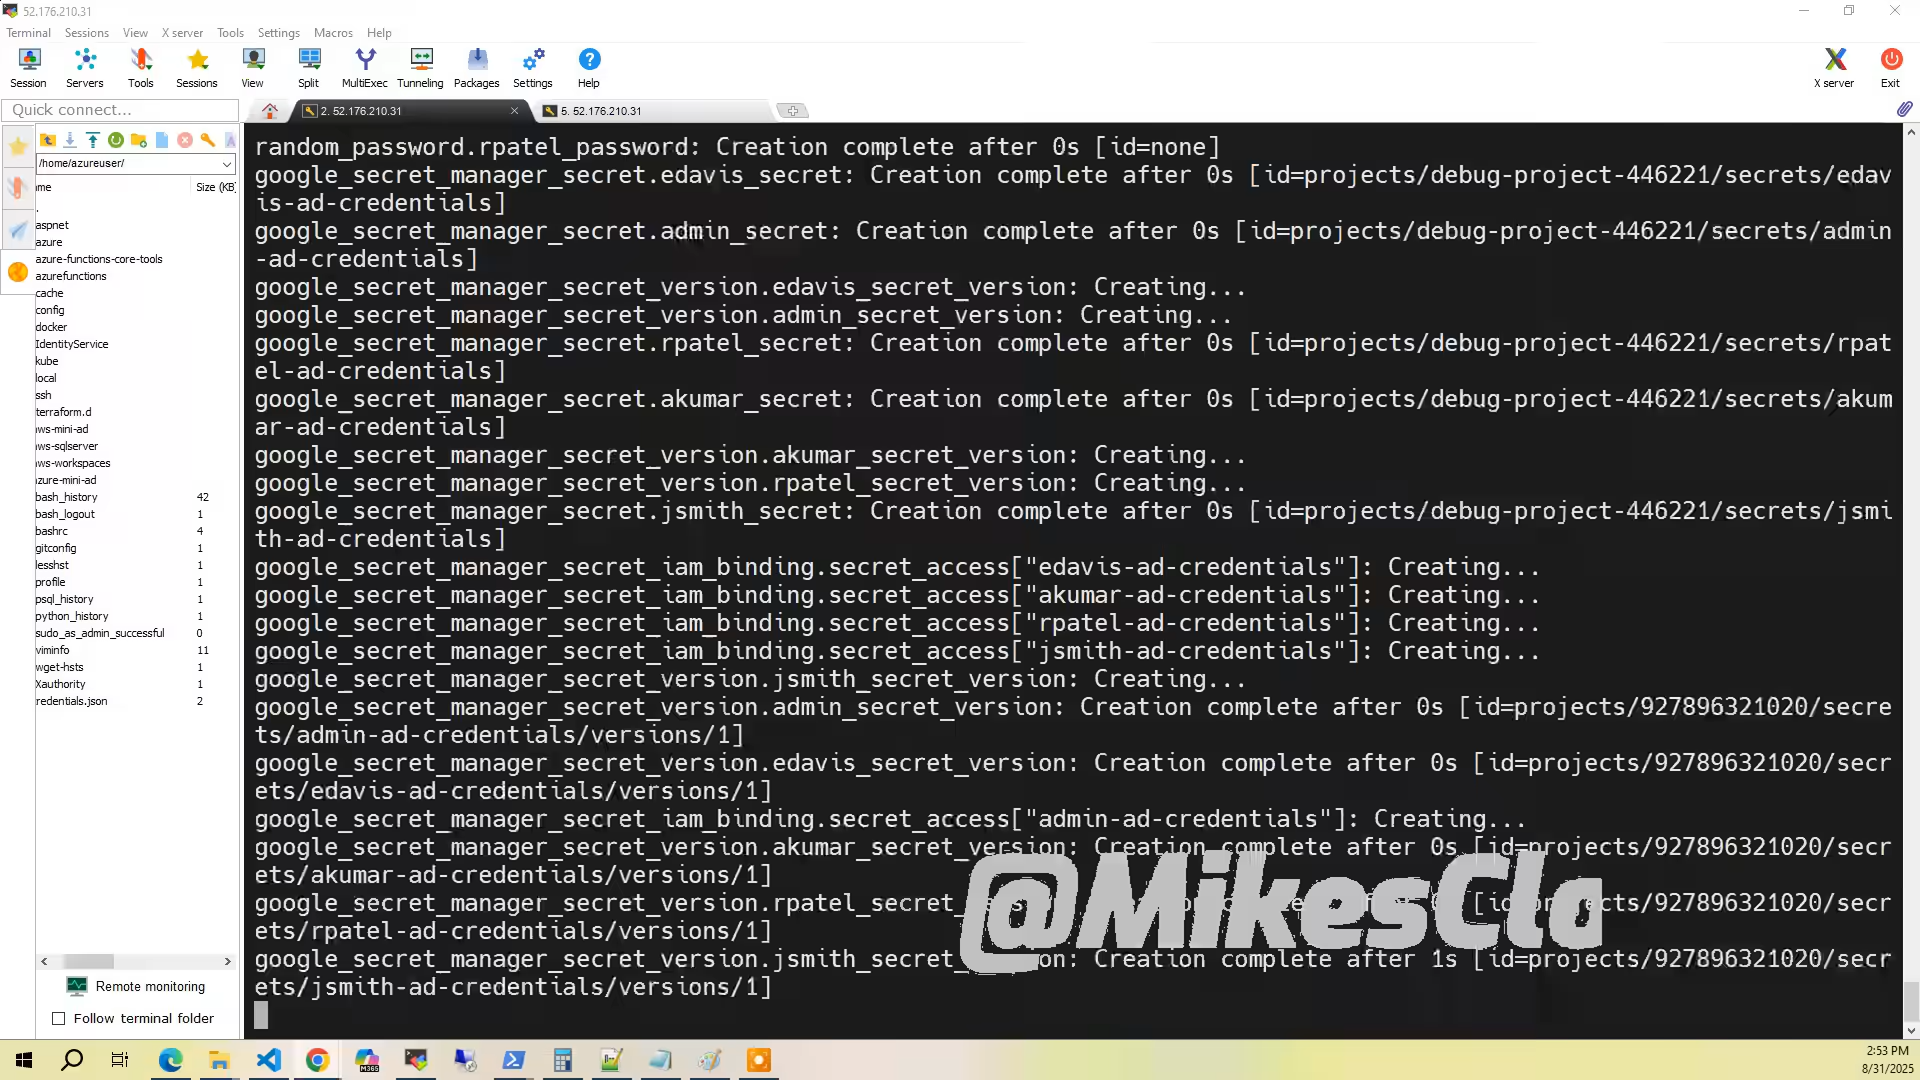 52.176.210.31
Terminal Sessions View X server Tools Settings Macros Help
Session Servers Tools Sessions View Split MultiExec Tunneling Packages Settings Help X server Exit
Quick connect...
2. 52.176.210.31
5. 52.176.210.31
/home/azureuser/
me Size (KB)
.
aspnet
azure
azure-functions-core-tools
azurefunctions
cache
config
docker
IdentityService
kube
local
ssh
terraform.d
ws-mini-ad
ws-sqlserver
ws-workspaces
zure-mini-ad
bash_history 42
bash_logout 1
bashrc 4
gitconfig 1
lesshst 1
profile 1
psql_history 1
python_history 1
sudo_as_admin_successful 0
viminfo 11
wget-hsts 1
Xauthority 1
redentials.json 2
Remote monitoring
Follow terminal folder
random_password.rpatel_password: Creation complete after 0s [id=none]
google_secret_manager_secret.edavis_secret: Creation complete after 0s [id=projects/debug-project-446221/secrets/edav
is-ad-credentials]
google_secret_manager_secret.admin_secret: Creation complete after 0s [id=projects/debug-project-446221/secrets/admin
-ad-credentials]
google_secret_manager_secret_version.edavis_secret_version: Creating...
google_secret_manager_secret_version.admin_secret_version: Creating...
google_secret_manager_secret.rpatel_secret: Creation complete after 0s [id=projects/debug-project-446221/secrets/rpat
el-ad-credentials]
google_secret_manager_secret.akumar_secret: Creation complete after 0s [id=projects/debug-project-446221/secrets/akum
ar-ad-credentials]
google_secret_manager_secret_version.akumar_secret_version: Creating...
google_secret_manager_secret_version.rpatel_secret_version: Creating...
google_secret_manager_secret.jsmith_secret: Creation complete after 0s [id=projects/debug-project-446221/secrets/jsmi
th-ad-credentials]
google_secret_manager_secret_iam_binding.secret_access["edavis-ad-credentials"]: Creating...
google_secret_manager_secret_iam_binding.secret_access["akumar-ad-credentials"]: Creating...
google_secret_manager_secret_iam_binding.secret_access["rpatel-ad-credentials"]: Creating...
google_secret_manager_secret_iam_binding.secret_access["jsmith-ad-credentials"]: Creating...
google_secret_manager_secret_version.jsmith_secret_version: Creating...
google_secret_manager_secret_version.admin_secret_version: Creation complete after 0s [id=projects/927896321020/secre
ts/admin-ad-credentials/versions/1]
google_secret_manager_secret_version.edavis_secret_version: Creation complete after 0s [id=projects/927896321020/secr
ets/edavis-ad-credentials/versions/1]
google_secret_manager_secret_iam_binding.secret_access["admin-ad-credentials"]: Creating...
google_secret_manager_secret_version.akumar_secret_version: Creation complete after 0s [id=projects/927896321020/secr
ets/akumar-ad-credentials/versions/1]
google_secret_manager_secret_version.rpatel_secret_ [id=projects/927896321020/secr
ets/rpatel-ad-credentials/versions/1]
google_secret_manager_secret_version.jsmith_secret_ on: Creation complete after 1s [id=projects/927896321020/secr
ets/jsmith-ad-credentials/versions/1]
@MikesClo
2:53 PM
8/31/2025